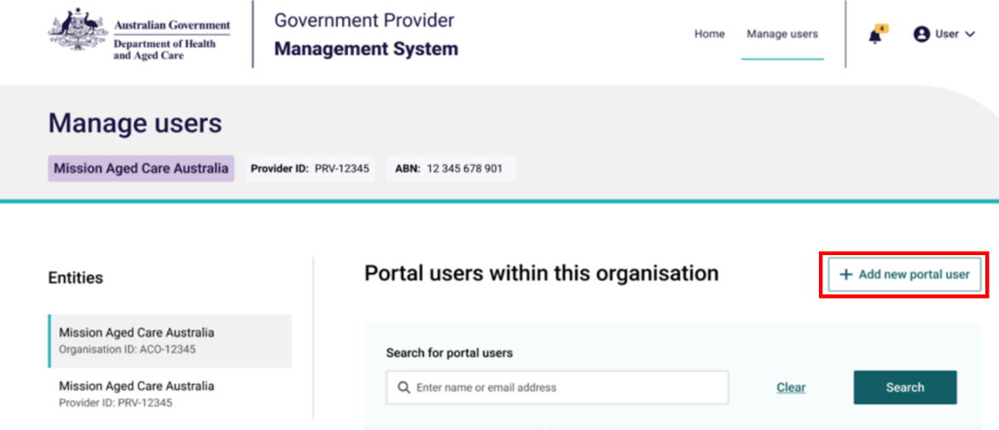 Australian Government
Department of Health
and Aged Care
Government Provider
Management System
Home
Manage users
4
User
Manage users
Mission Aged Care Australia
Provider ID: PRV-12345
ABN: 12 345 678 901
Entities
Mission Aged Care Australia
Organisation ID: ACO-12345
Mission Aged Care Australia
Provider ID: PRV-12345
Portal users within this organisation
+ Add new portal user
Search for portal users
Enter name or email address
Clear
Search